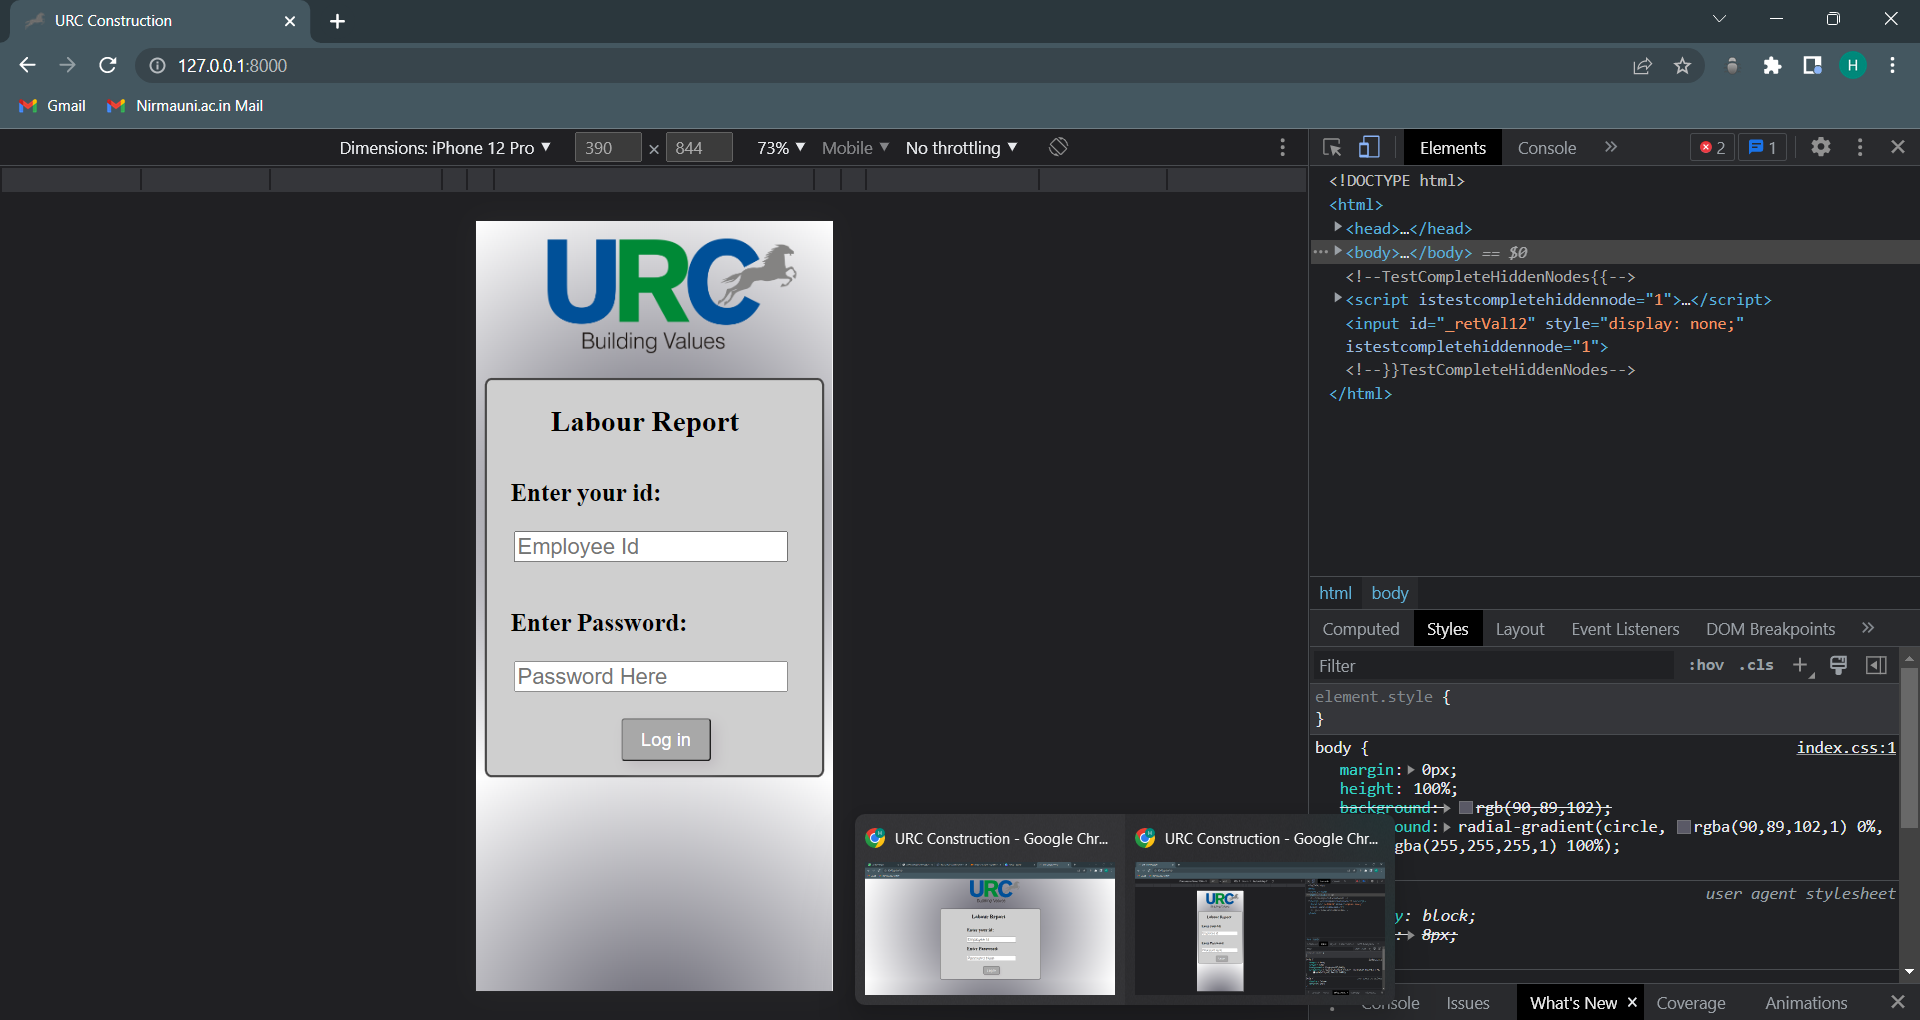 URC Construction
127.0.0.1:8000
Gmail
Nirmauni.ac.in Mail
Dimensions: iPhone 12 Pro ▼ 390 × 844 73% ▼ Mobile ▼ No throttling ▼
Elements Console » 2 1
<!DOCTYPE html>
<html>
▶<head>…</head>
▶<body>…</body> == $0
<!--TestCompleteHiddenNodes{{-->
▶<script istestcompletehiddennode="1">…</script>
<input id="_retVal12" style="display: none;"
istestcompletehiddennode="1">
<!--}}TestCompleteHiddenNodes-->
</html>
URC
Building Values
Labour Report
Enter your id:
Employee Id
Enter Password:
Password Here
Log in
html body
Computed Styles Layout Event Listeners DOM Breakpoints »
Filter :hov .cls
element.style {
}
body { index.css:1
margin: ▶ 0px;
height: 100%;
background: ▶ rgb(90,89,102);
ound: ▶ radial-gradient(circle, rgba(90,89,102,1) 0%,
gba(255,255,255,1) 100%);
user agent stylesheet
y: block;
: ▶ 8px;
URC Construction - Google Chr...
URC Construction - Google Chr...
URC
Labour Report
URC
Labour Report
Console Issues What's New × Coverage Animations
H